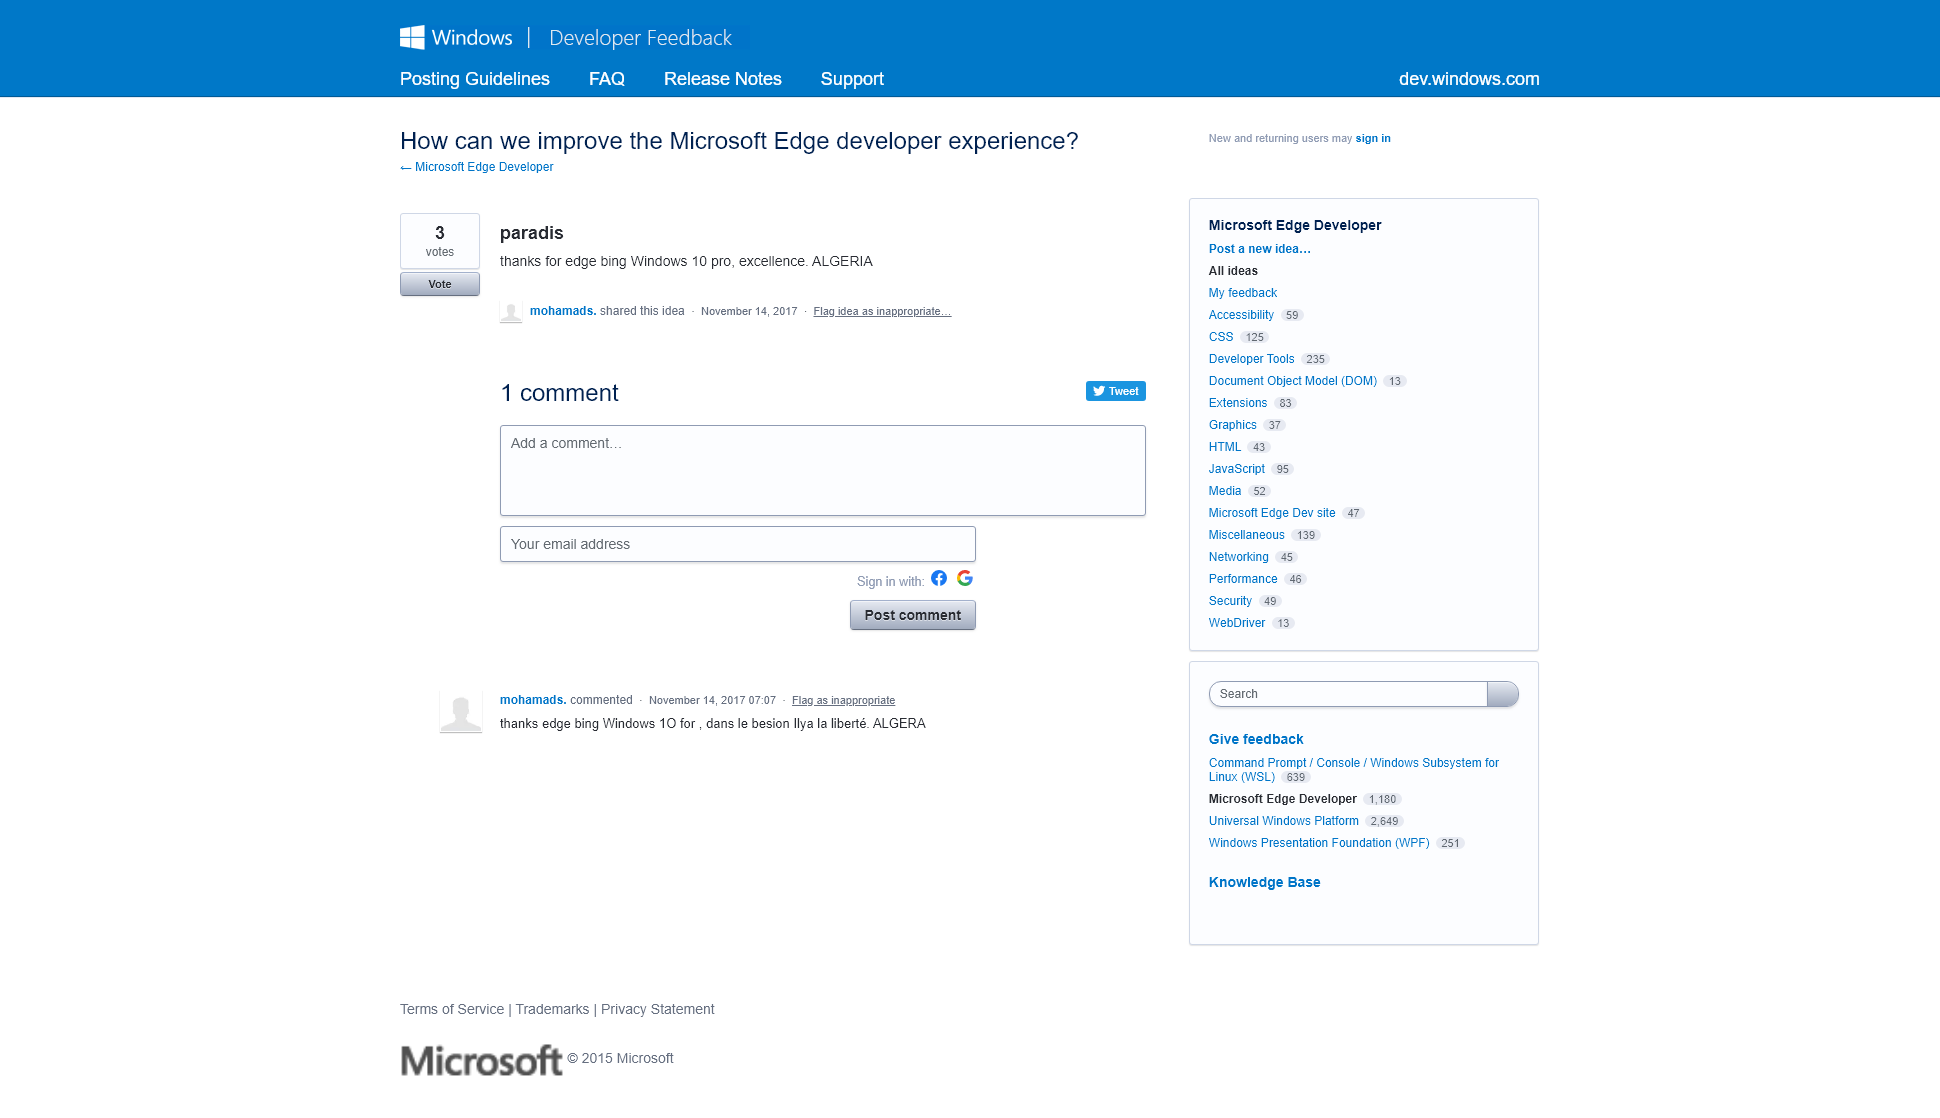 Windows | Developer Feedback
Posting Guidelines FAQ Release Notes Support dev.windows.com
How can we improve the Microsoft Edge developer experience?
← Microsoft Edge Developer
New and returning users may sign in
3
votes
Vote
paradis
thanks for edge bing Windows 10 pro, excellence. ALGERIA
mohamads. shared this idea · November 14, 2017 · Flag idea as inappropriate…
1 comment
Tweet
Add a comment…
Your email address
Sign in with:
Post comment
mohamads. commented · November 14, 2017 07:07 · Flag as inappropriate
thanks edge bing Windows 1O for , dans le besion Ilya la liberté. ALGERA
Microsoft Edge Developer
Post a new idea…
All ideas
My feedback
Accessibility 59
CSS 125
Developer Tools 235
Document Object Model (DOM) 13
Extensions 83
Graphics 37
HTML 43
JavaScript 95
Media 52
Microsoft Edge Dev site 47
Miscellaneous 139
Networking 45
Performance 46
Security 49
WebDriver 13
Search
Give feedback
Command Prompt / Console / Windows Subsystem for
Linux (WSL) 639
Microsoft Edge Developer 1,180
Universal Windows Platform 2,649
Windows Presentation Foundation (WPF) 251
Knowledge Base
Terms of Service | Trademarks | Privacy Statement
Microsoft © 2015 Microsoft